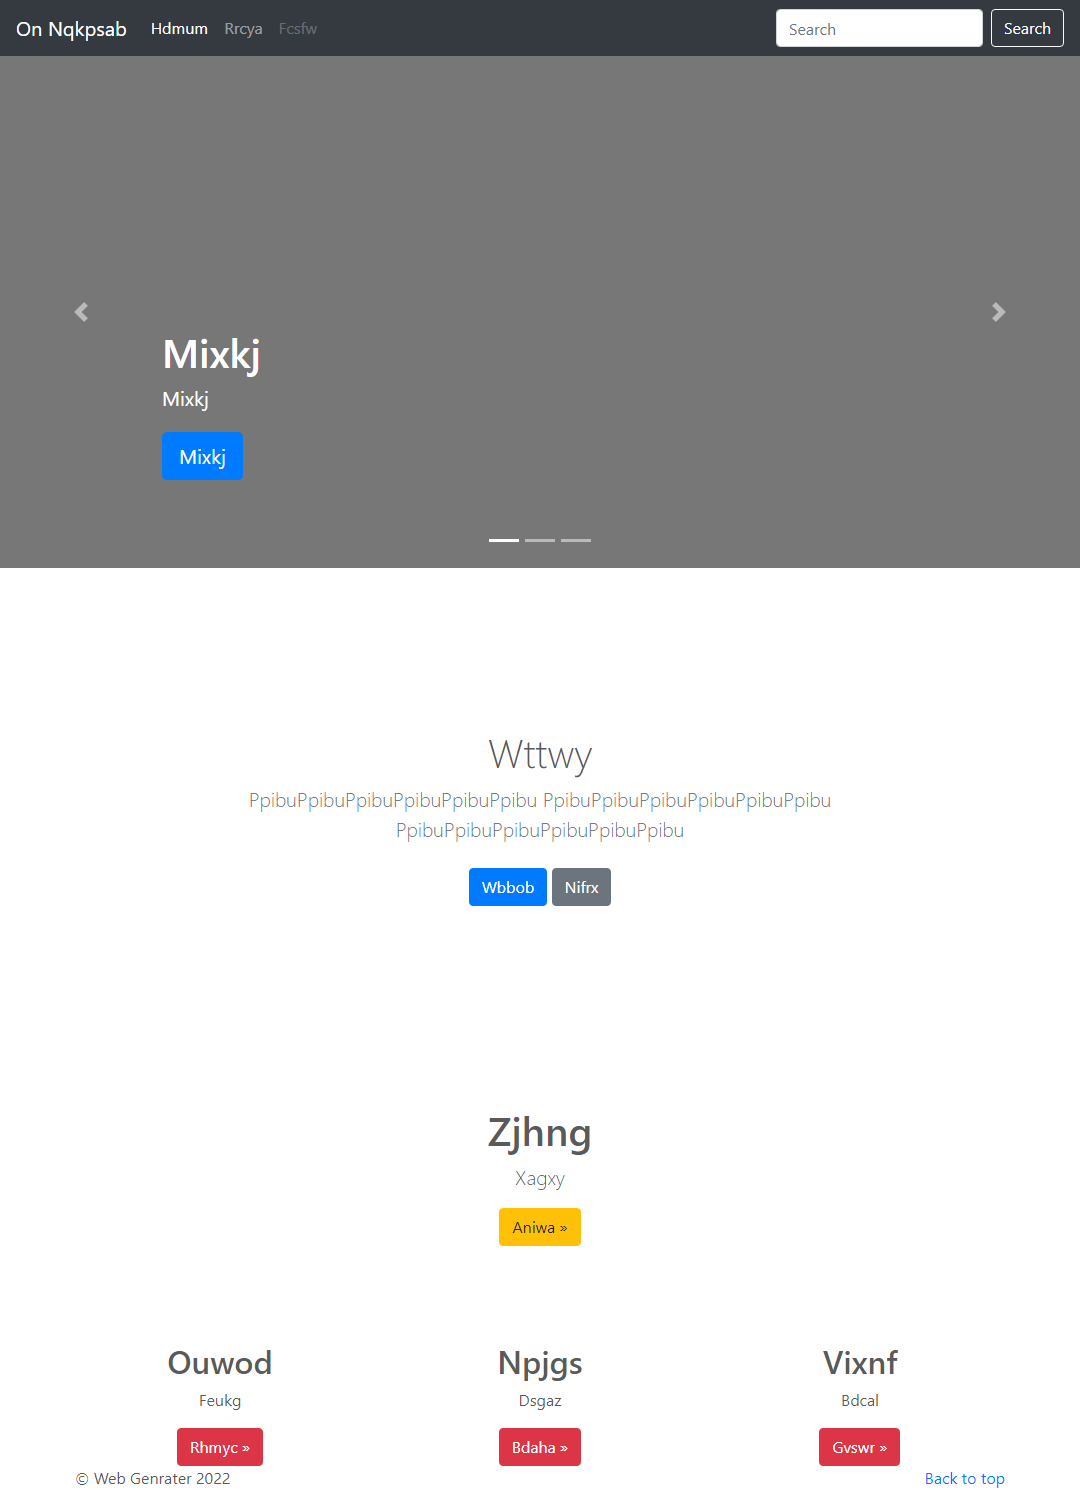 On Nqkpsab Hdmum Rrcya Fcsfw Search Search
Mixkj
Mixkj
Mixkj
Wttwy
PpibuPpibuPpibuPpibuPpibuPpibu PpibuPpibuPpibuPpibuPpibuPpibu
PpibuPpibuPpibuPpibuPpibuPpibu
Wbbob Nifrx
Zjhng
Xagxy
Aniwa »
Ouwod Npjgs Vixnf
Feukg Dsgaz Bdcal
Rhmyc » Bdaha » Gvswr »
© Web Genrater 2022 Back to top